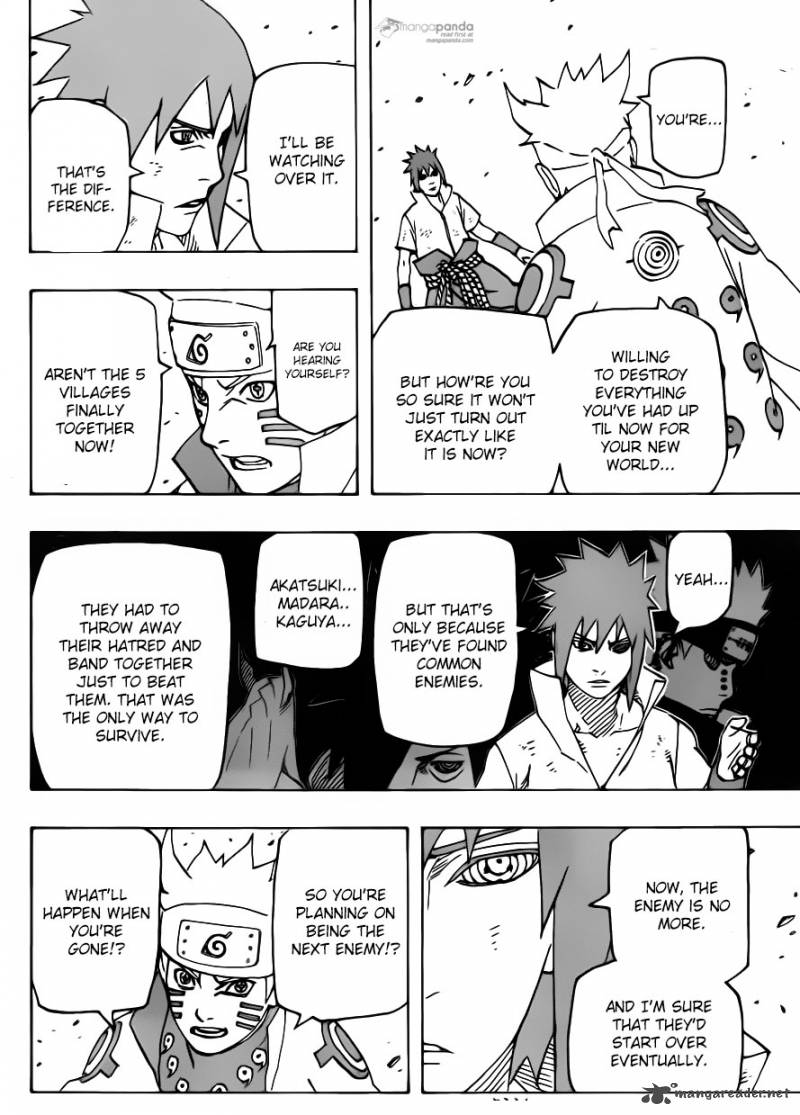 mangapanda
read first at
mangapanda.com
YOU'RE...
WILLING
TO DESTROY
EVERYTHING
YOU'VE HAD UP
TIL NOW FOR
YOUR NEW
WORLD...
BUT HOW'RE YOU
SO SURE IT WON'T
JUST TURN OUT
EXACTLY LIKE
IT IS NOW?
I'LL BE
WATCHING
OVER IT.
THAT'S
THE DIF-
FERENCE.
ARE YOU
HEARING
YOURSELF?
AREN'T THE 5
VILLAGES
FINALLY
TOGETHER
NOW!
YEAH...
BUT THAT'S
ONLY BECAUSE
THEY'VE FOUND
COMMON
ENEMIES.
AKATSUKI...
MADARA..
KAGUYA...
THEY HAD TO
THROW AWAY
THEIR HATRED AND
BAND TOGETHER
JUST TO BEAT
THEM. THAT WAS
THE ONLY WAY TO
SURVIVE.
NOW, THE
ENEMY IS NO
MORE.
AND I'M SURE
THAT THEY'D
START OVER
EVENTUALLY.
SO YOU'RE
PLANNING ON
BEING THE
NEXT ENEMY!?
WHAT'LL
HAPPEN WHEN
YOU'RE
GONE!?
mangareader.net